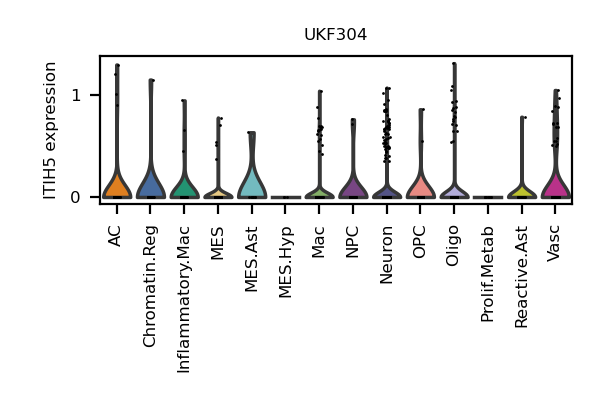 UKF304
ITIH5 expression
1
0
AC
Chromatin.Reg
Inflammatory.Mac
MES
MES.Ast
MES.Hyp
Mac
NPC
Neuron
OPC
Oligo
Prolif.Metab
Reactive.Ast
Vasc